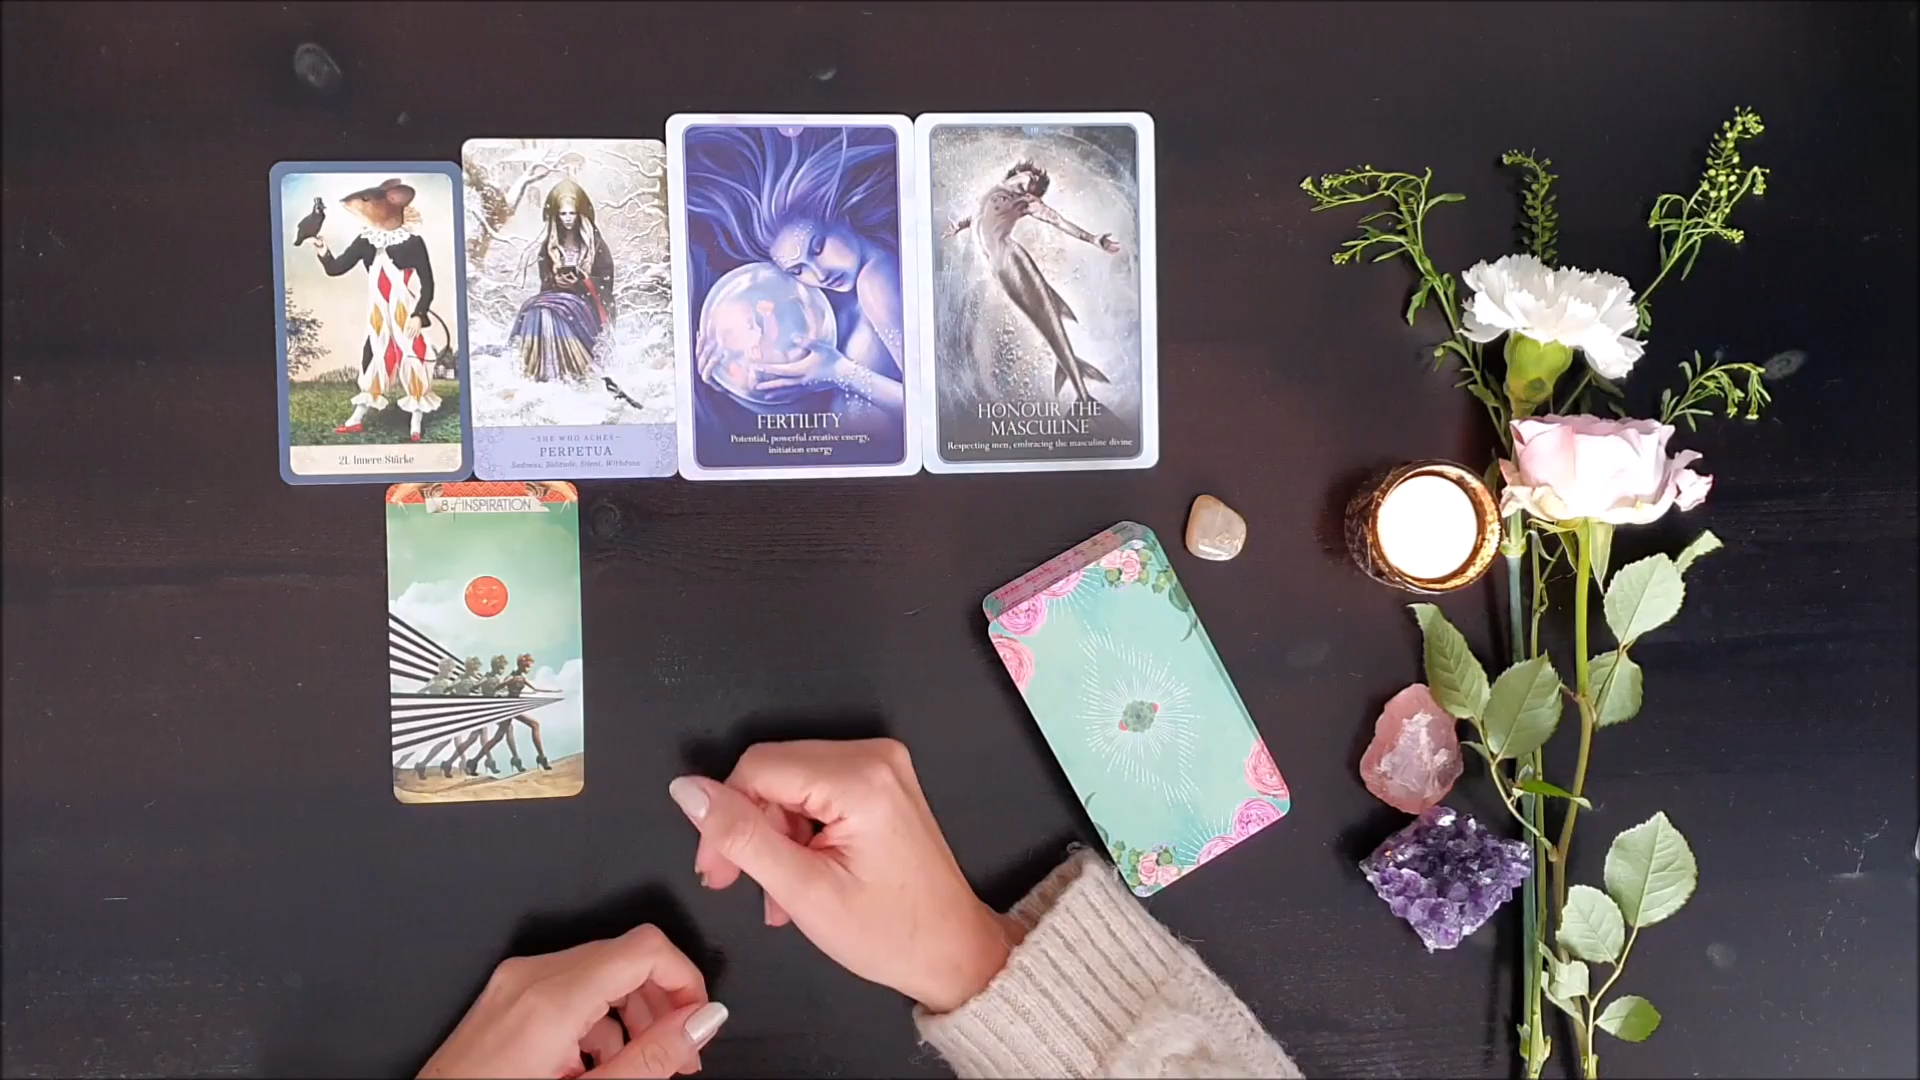 21. Innere Stärke
~SHE WHO ACHES~
PERPETUA
Sadness, Solitude, Silent, Withdraw
I
FERTILITY
Potential, powerful creative energy,
initiation energy
HONOUR THE
MASCULINE
Respecting men, embracing the masculine divine
8 of INSPIRATION